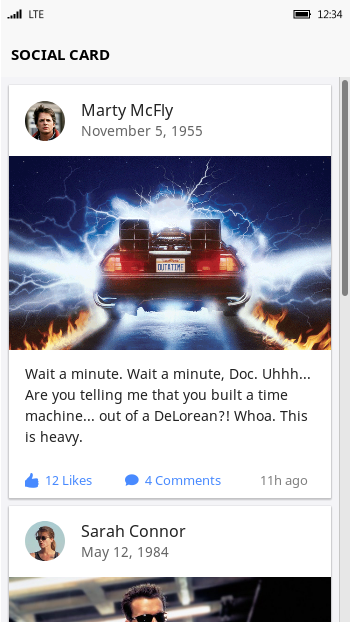 LTE 12:34
SOCIAL CARD
Marty McFly
November 5, 1955
OUTATIME
Wait a minute. Wait a minute, Doc. Uhhh...
Are you telling me that you built a time
machine... out of a DeLorean?! Whoa. This
is heavy.
12 Likes 4 Comments 11h ago
Sarah Connor
May 12, 1984